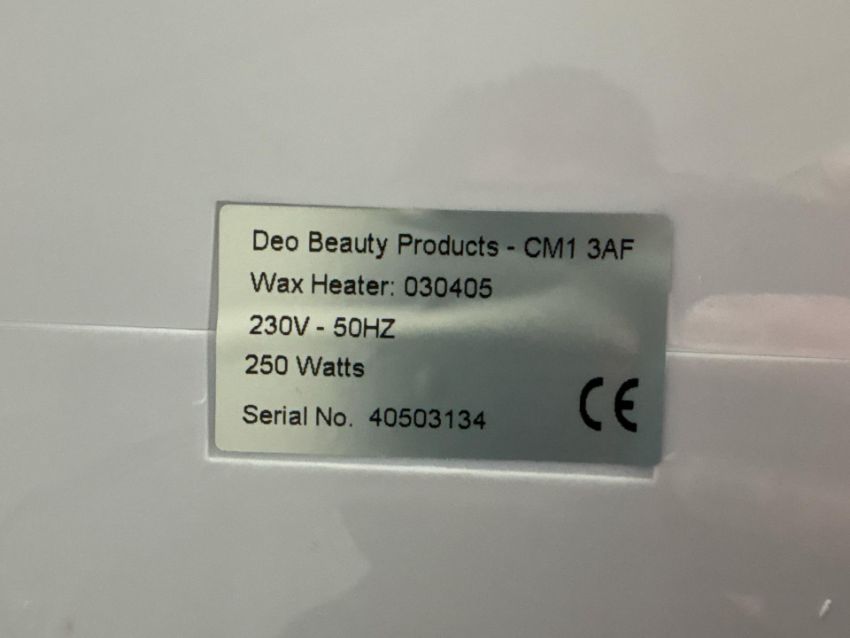 Deo Beauty Products - CM1 3AF
Wax Heater: 030405
230V - 50HZ
250 Watts
Serial No. 40503134
CE